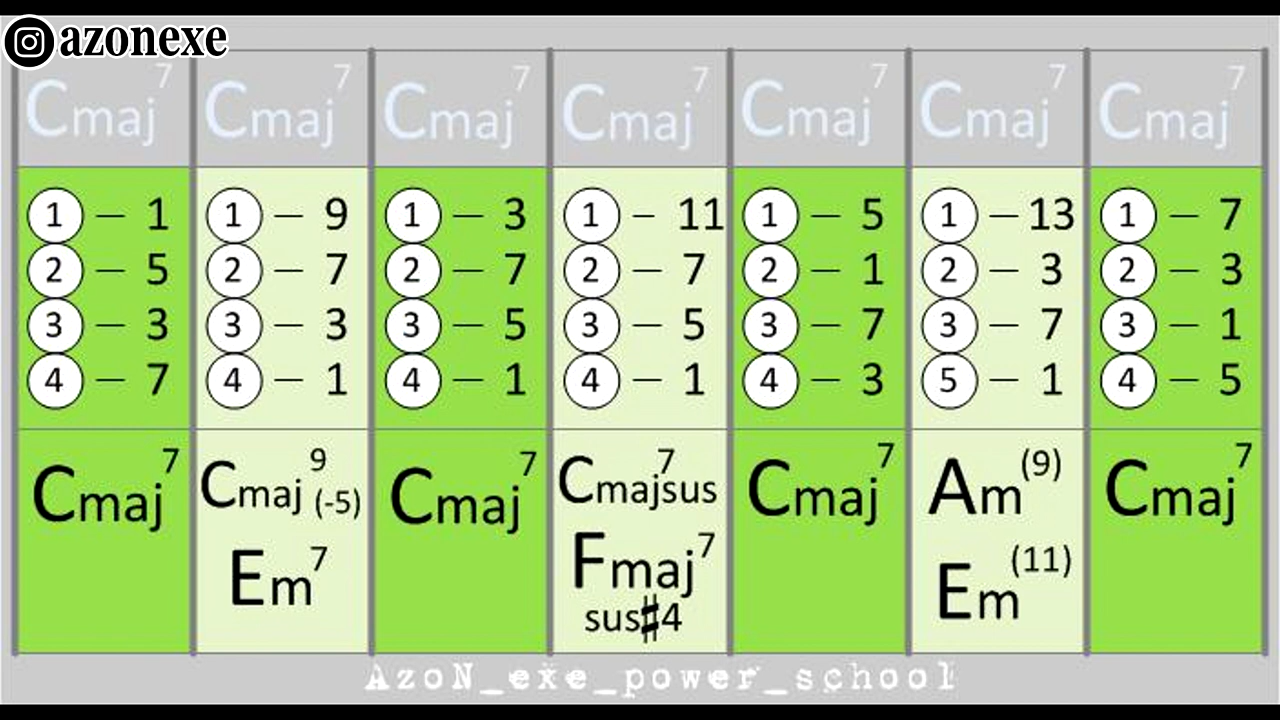 azonexe
Cmaj7 Cmaj7 Cmaj7 Cmaj7 Cmaj7 Cmaj7 Cmaj7
1 – 1 1 – 9 1 – 3 1 – 11 1 – 5 1 – 13 1 – 7
2 – 5 2 – 7 2 – 7 2 – 7 2 – 1 2 – 3 2 – 3
3 – 3 3 – 3 3 – 5 3 – 5 3 – 7 3 – 7 3 – 1
4 – 7 4 – 1 4 – 1 4 – 1 4 – 3 5 – 1 4 – 5
Cmaj7 Cmaj9(-5) Cmaj7 Cmaj7sus Cmaj7 Am(9) Cmaj7
Em7 Fmaj7 Em(11)
sus♯4
AzoN_exe_power_school